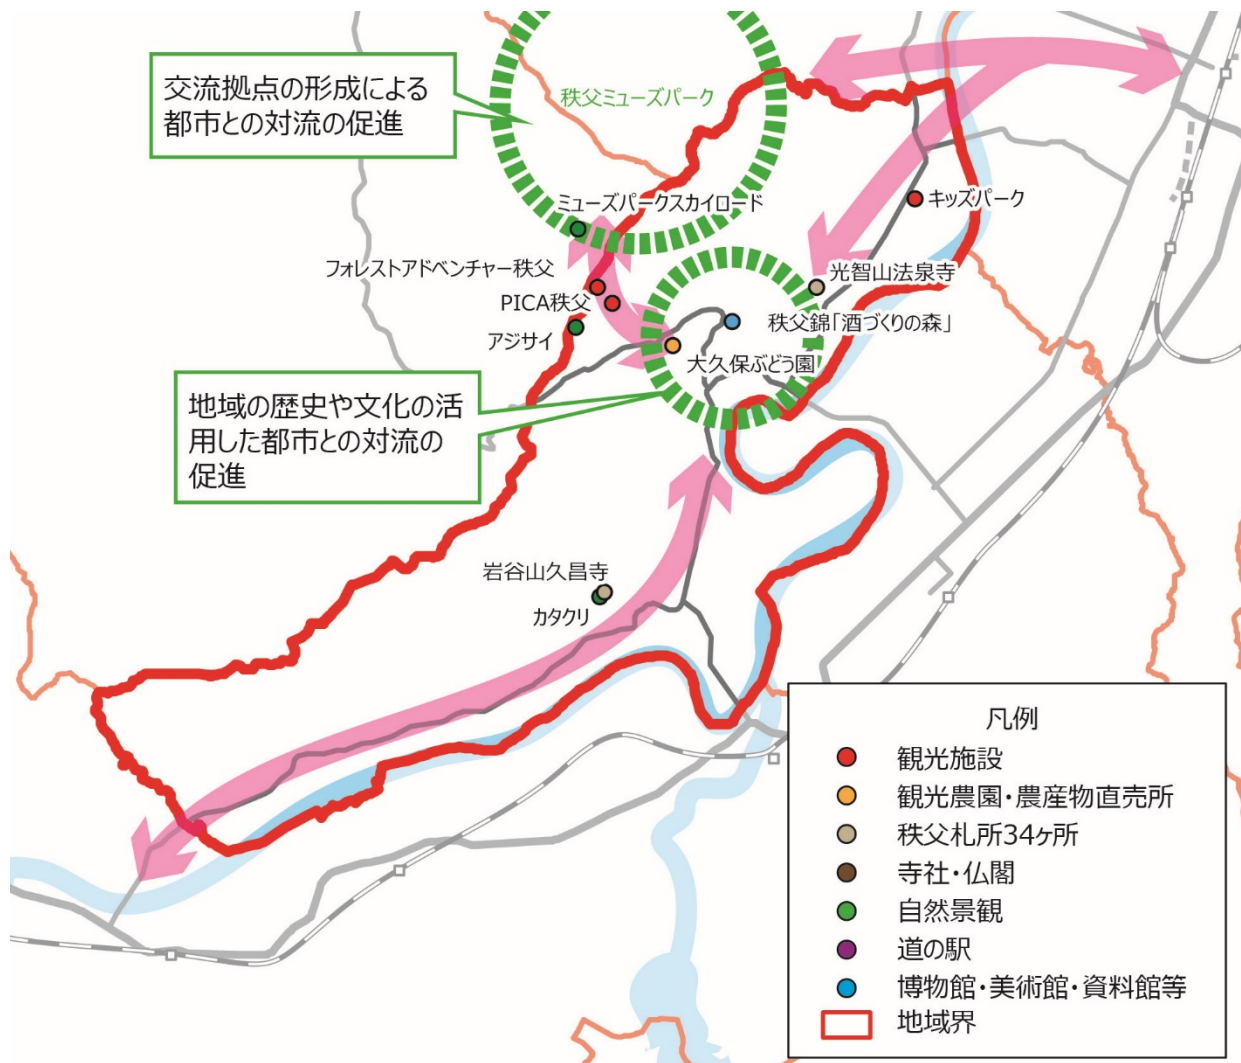 交流拠点の形成による
都市との対流の促進
秩父ミューズパーク
ミューズパークスカイロード
キッズパーク
フォレストアドベンチャー秩父
光智山法泉寺
PICA秩父
秩父錦「酒づくりの森」
アジサイ
大久保ぶどう園
地域の歴史や文化の活
用した都市との対流の
促進
岩谷山久昌寺
カタクリ
凡例
観光施設
観光農園・農産物直売所
秩父札所34ヶ所
寺社・仏閣
自然景観
道の駅
博物館・美術館・資料館等
地域界